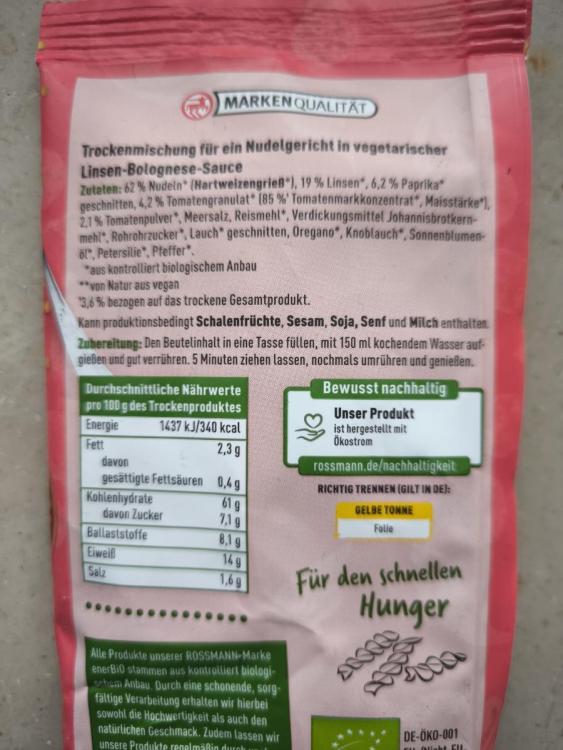 MARKENQUALITÄT
Trockenmischung für ein Nudelgericht in vegetarischer
Linsen-Bolognese-Sauce
Zutaten: 62 % Nudeln* (Hartweizengrieß*), 19 % Linsen*, 6,2 % Paprika*
geschnitten, 4,2 % Tomatengranulat* (85 %¹ Tomatenmarkkonzentrat*, Maisstärke*),
2,1 % Tomatenpulver*, Meersalz, Reismehl*, Verdickungsmittel Johannisbrotkern-
mehl*, Rohrohrzucker*, Lauch* geschnitten, Oregano*, Knoblauch*, Sonnenblumen-
öl*, Petersilie*, Pfeffer*.
*aus kontrolliert biologischem Anbau
**von Natur aus vegan
¹3,6 % bezogen auf das trockene Gesamtprodukt.
Kann produktionsbedingt Schalenfrüchte, Sesam, Soja, Senf und Milch enthalten.
Zubereitung: Den Beutelinhalt in eine Tasse füllen, mit 150 ml kochendem Wasser auf-
gießen und gut verrühren. 5 Minuten ziehen lassen, nochmals umrühren und genießen.
Durchschnittliche Nährwerte
pro 100 g des Trockenproduktes
Energie 1437 kJ/340 kcal
Fett 2,3 g
davon
gesättigte Fettsäuren 0,4 g
Kohlenhydrate 61 g
davon Zucker 7,1 g
Ballaststoffe 8,1 g
Eiweiß 14 g
Salz 1,6 g
Bewusst nachhaltig
Unser Produkt
ist hergestellt mit
Ökostrom
rossmann.de/nachhaltigkeit
RICHTIG TRENNEN (GILT IN DE):
GELBE TONNE
Folie
Für den schnellen
Hunger
Alle Produkte unserer ROSSMANN-Marke
enerBiO stammen aus kontrolliert biologi-
schem Anbau. Durch eine schonende, sorg-
fältige Verarbeitung erhalten wir hierbei
sowohl die Hochwertigkeit als auch den
natürlichen Geschmack. Zudem lassen wir
unsere Produkte regelmäßig durch
DE-ÖKO-001